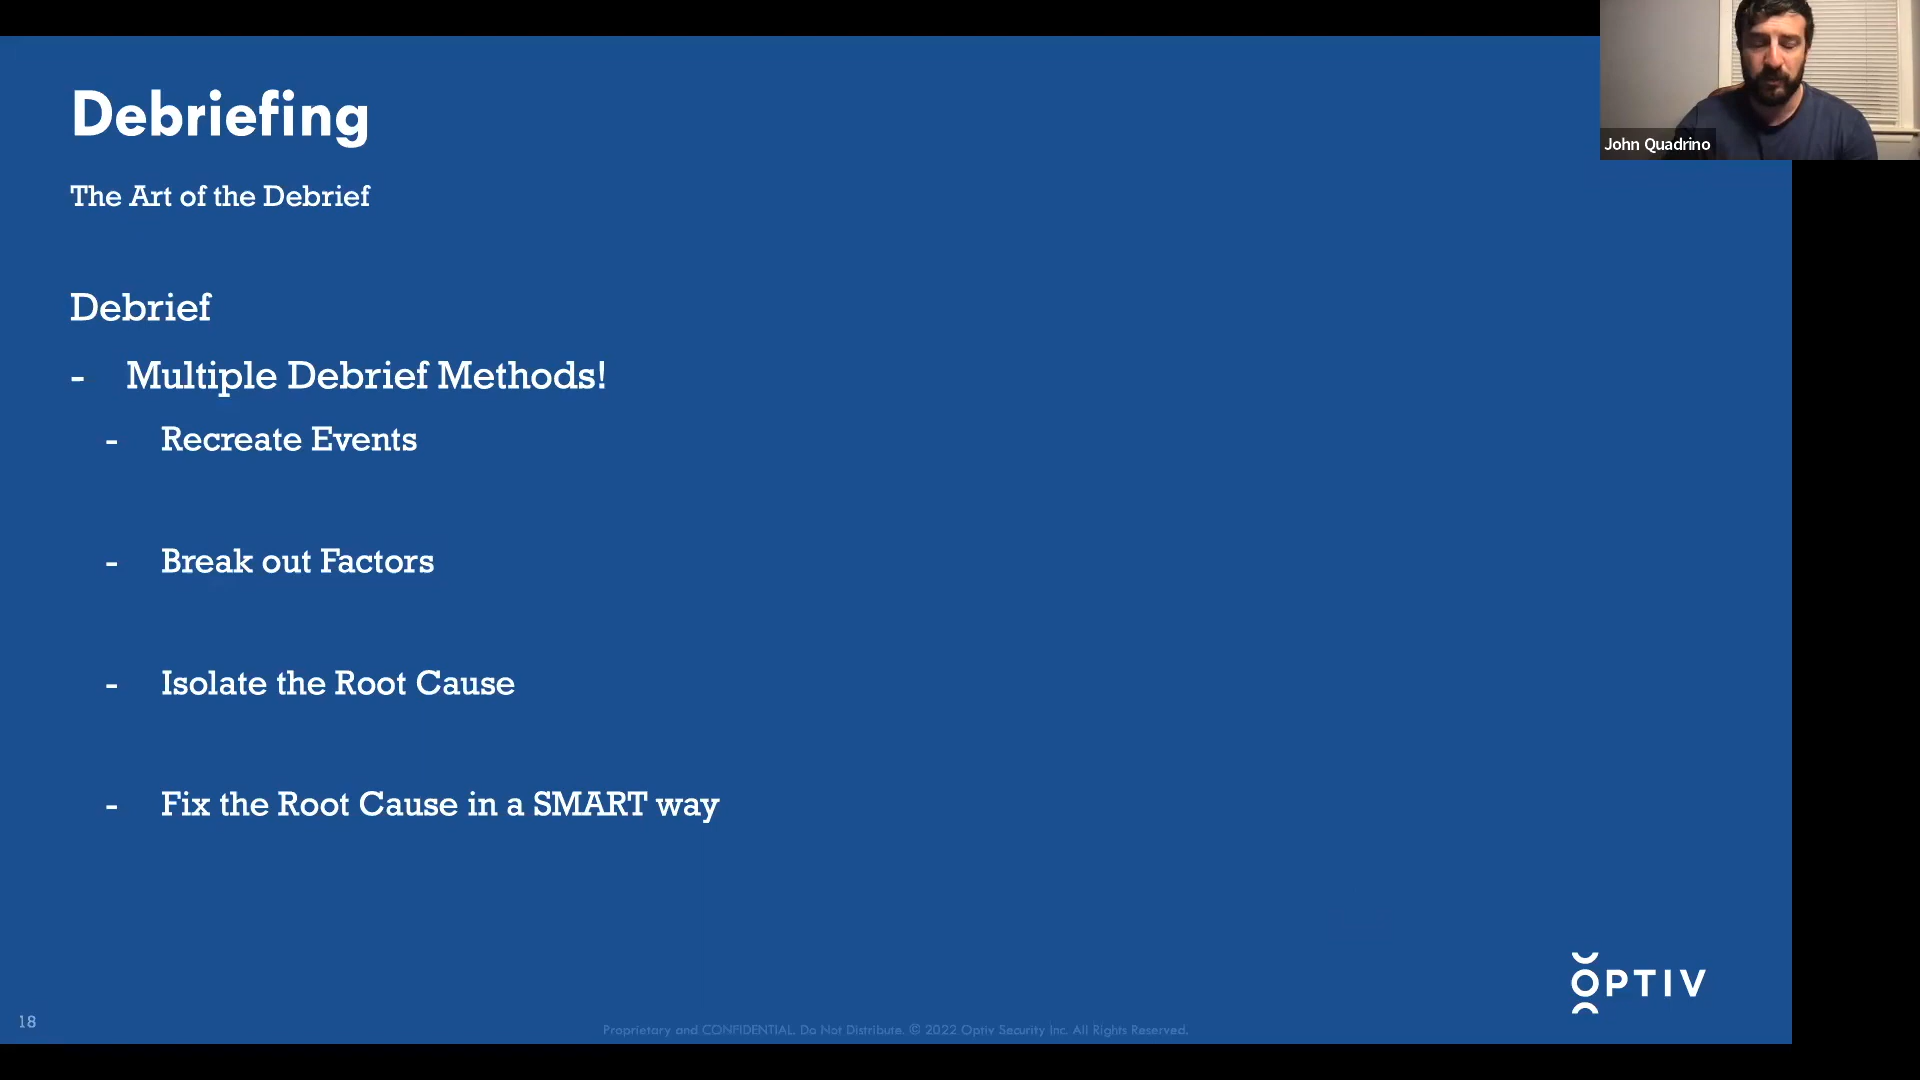 Debriefing
The Art of the Debrief
Debrief
- Multiple Debrief Methods!
- Recreate Events
- Break out Factors
- Isolate the Root Cause
- Fix the Root Cause in a SMART way
John Quadrino
OPTIV
18
Proprietary and CONFIDENTIAL. Do Not Distribute. © 2022 Optiv Security Inc. All Rights Reserved.